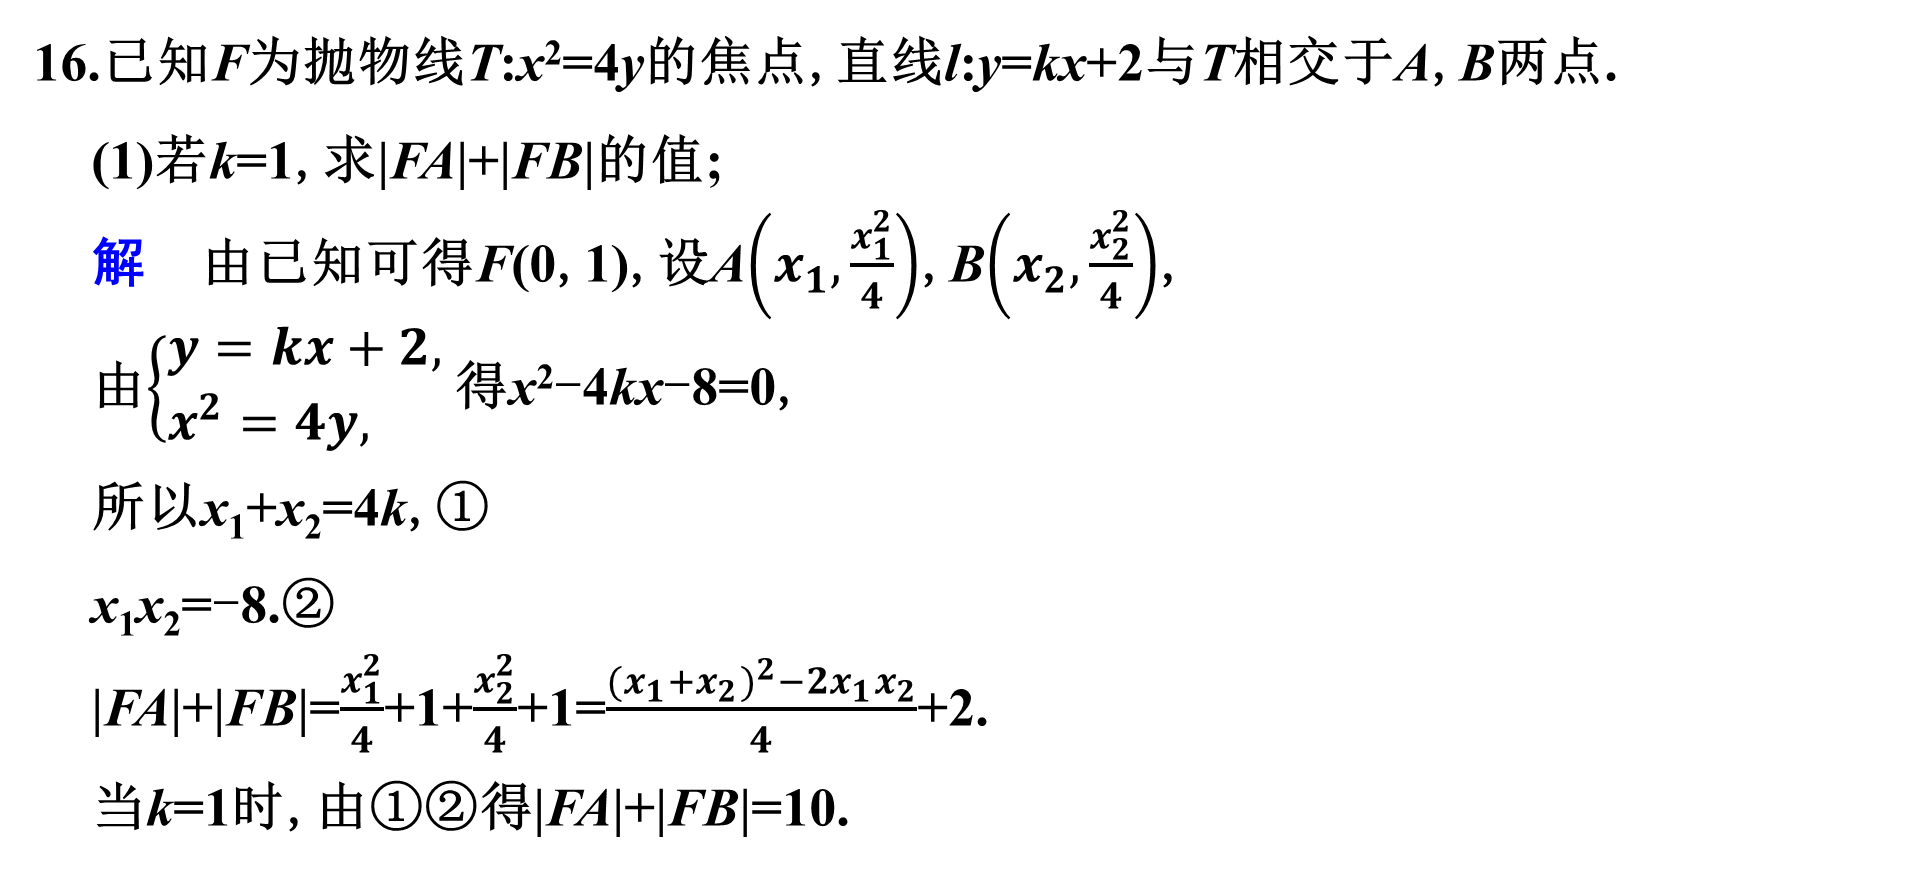 16.已知F为抛物线T:x²=4y的焦点, 直线l:y=kx+2与T相交于A, B两点.
(1)若k=1, 求|FA|+|FB|的值;
解 由已知可得F(0, 1), 设A(x₁, x₁²/4), B(x₂, x₂²/4),
由{y = kx + 2, x² = 4y, 得x²−4kx−8=0,
所以x₁+x₂=4k, ①
x₁x₂=−8.②
|FA|+|FB|=x₁²/4+1+x₂²/4+1=((x₁+x₂)²−2x₁x₂)/4+2.
当k=1时, 由①②得|FA|+|FB|=10.